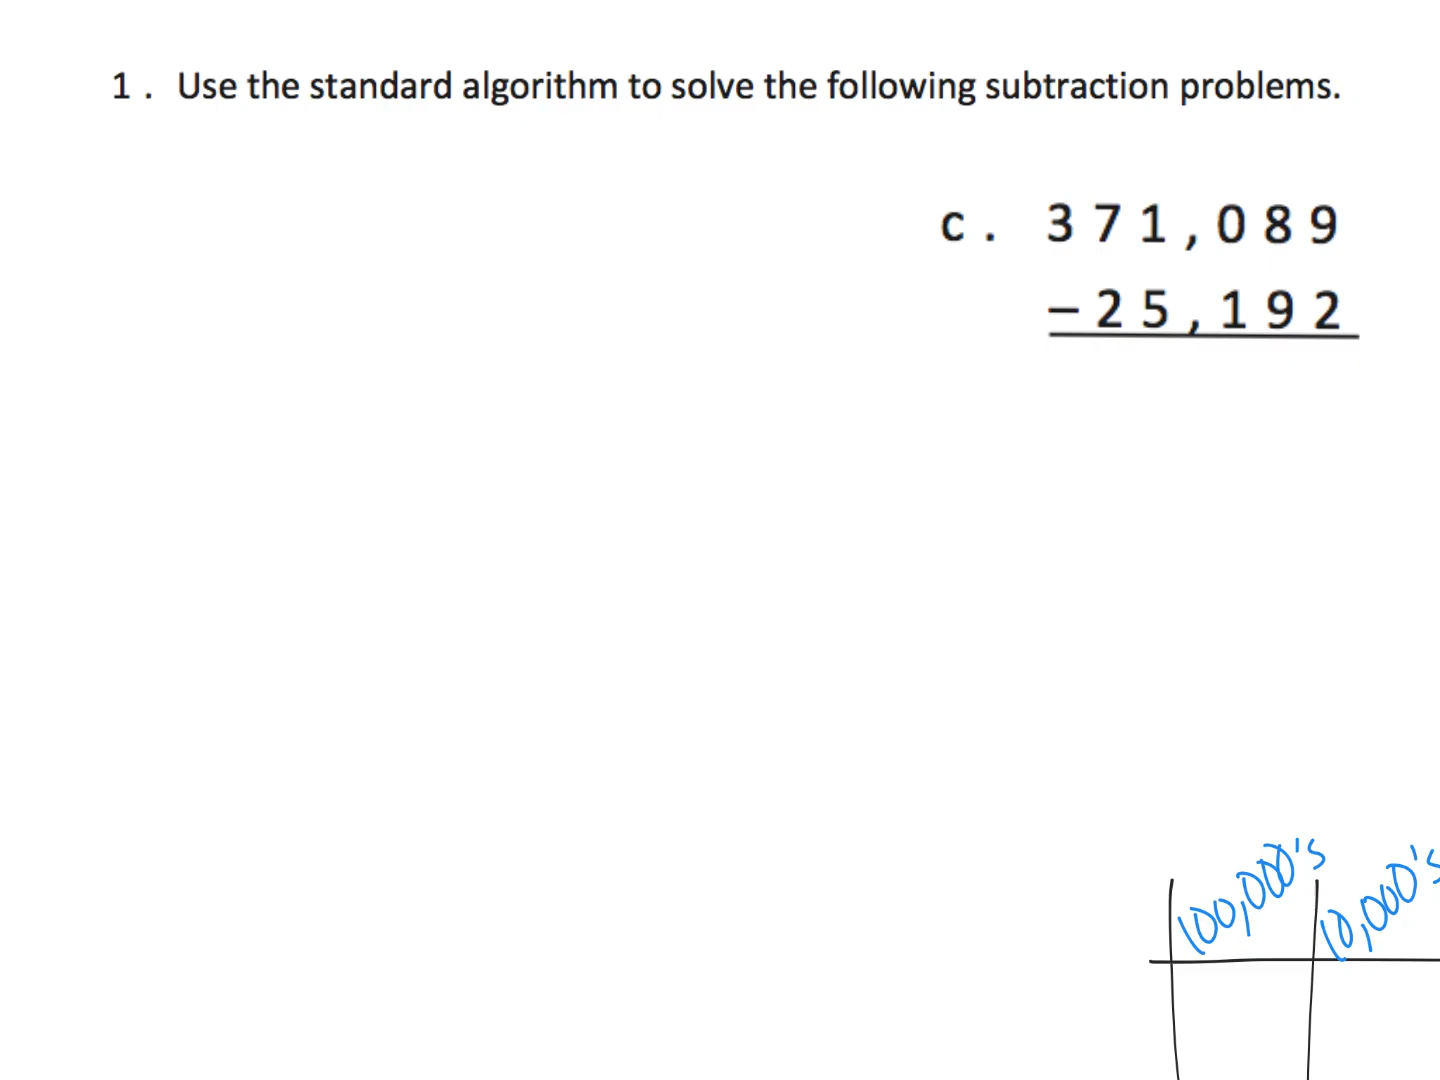 1. Use the standard algorithm to solve the following subtraction problems.
c. 371,089
-25,192
100,000's 10,000's